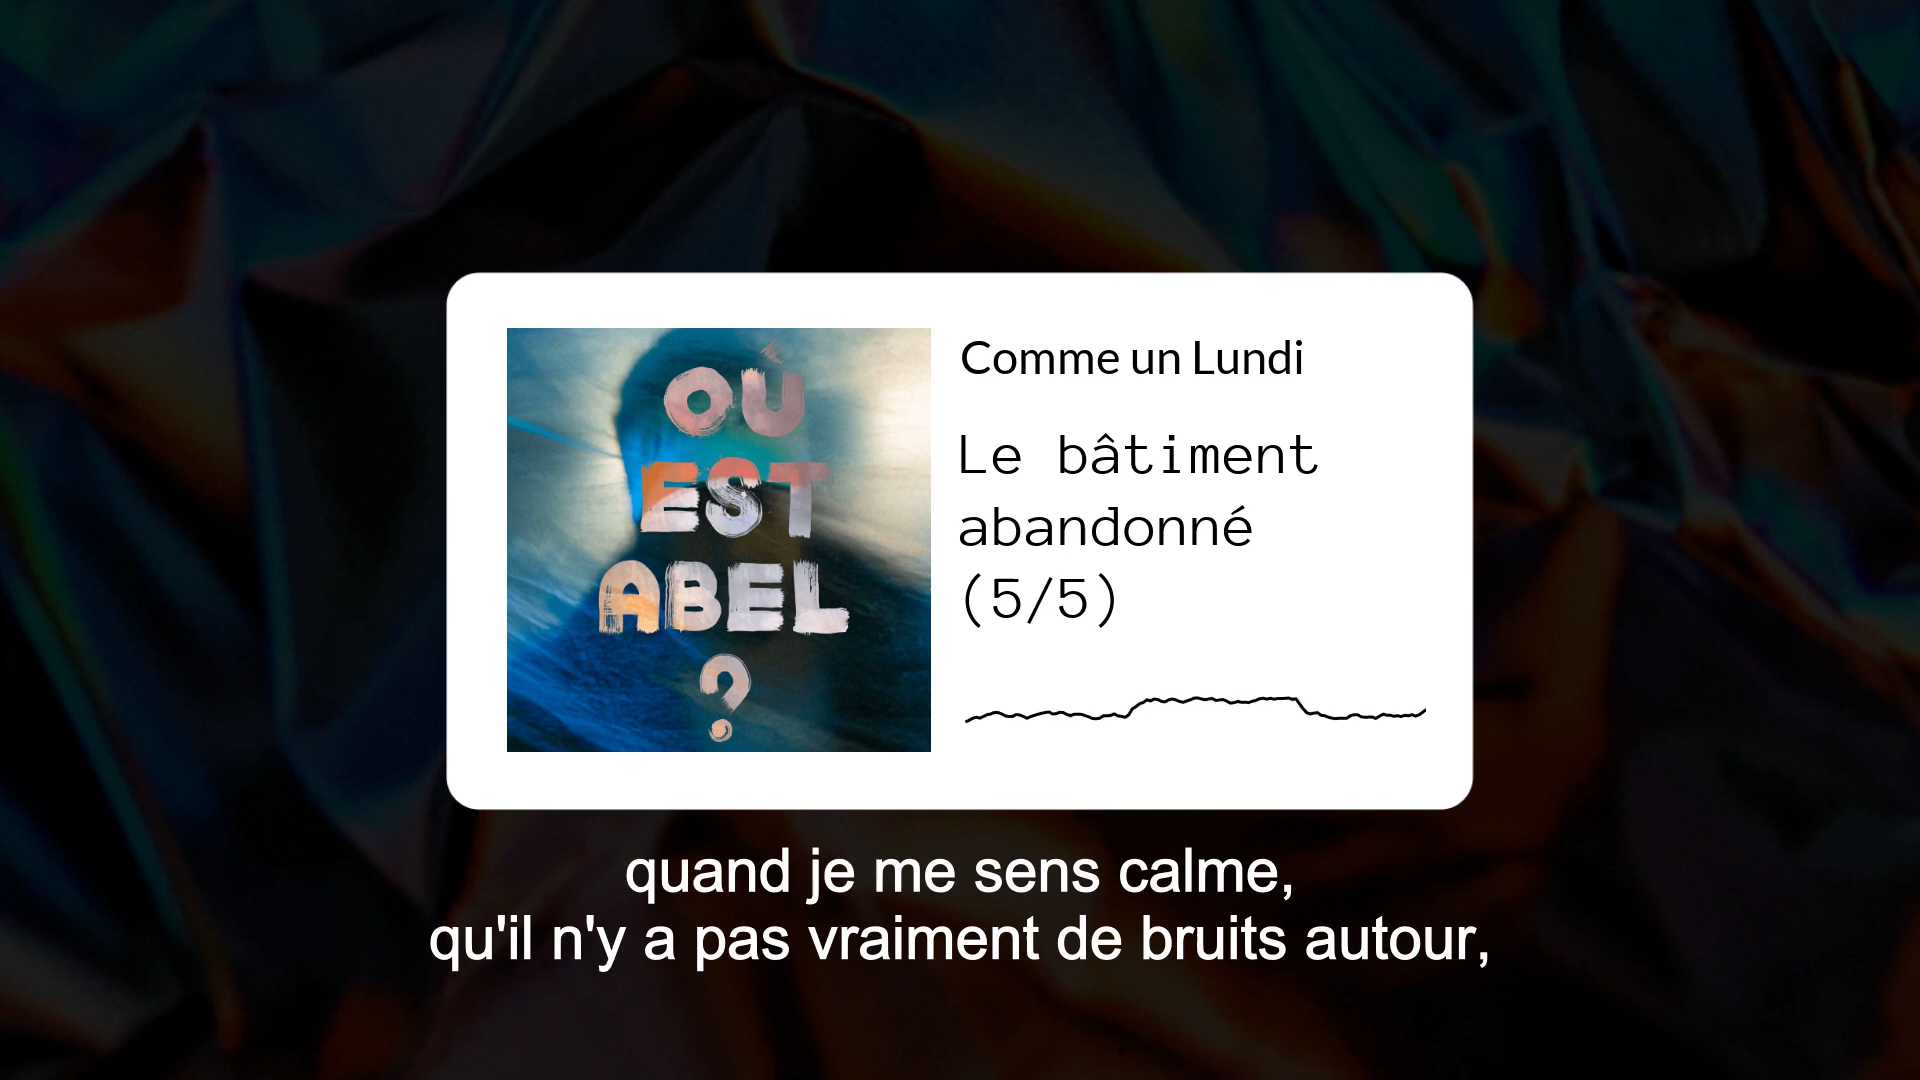 OÙ
EST
ABEL
?
Comme un Lundi
Le bâtiment
abandonné
(5/5)
quand je me sens calme,
qu'il n'y a pas vraiment de bruits autour,